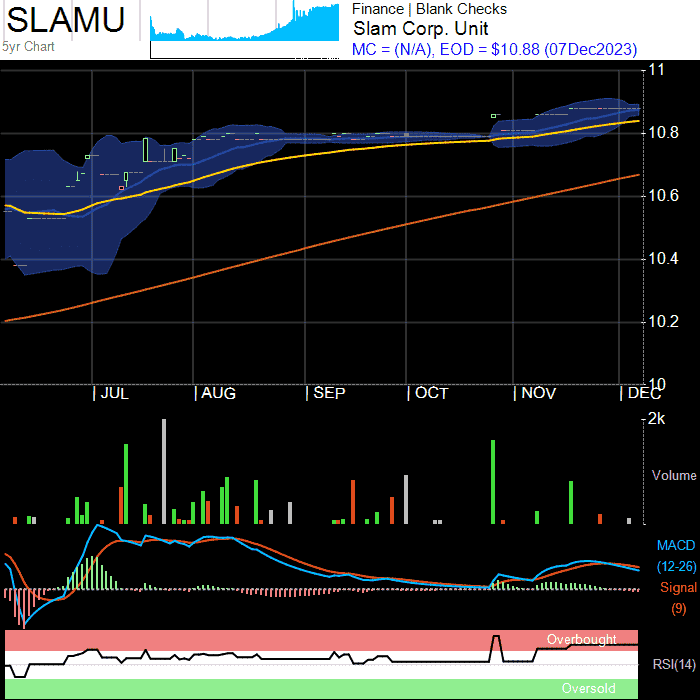 SLAMU
5yr Chart
Finance | Blank Checks
Slam Corp. Unit
MC = (N/A), EOD = $10.88 (07Dec2023)
11
10.8
10.6
10.4
10.2
10
| JUL | AUG | SEP | OCT | NOV | DEC
2k
Volume
MACD
(12-26)
Signal
(9)
Overbought
RSI(14)
Oversold